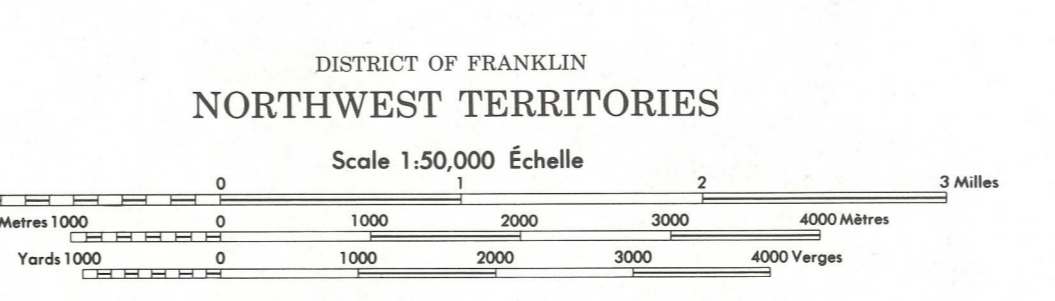 DISTRICT OF FRANKLIN
NORTHWEST TERRITORIES
Scale 1:50,000 Échelle
0 1 2 3 Milles
Metres 1000 0 1000 2000 3000 4000 Mètres
Yards 1000 0 1000 2000 3000 4000 Verges